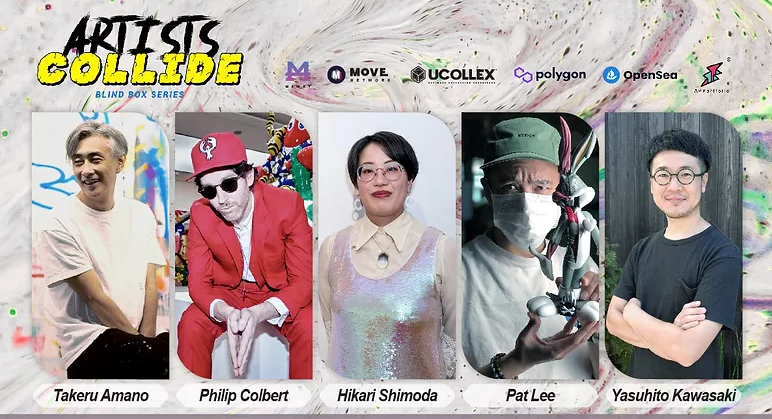 ARTISTS
COLLIDE
BLIND BOX SERIES
MOVE.
NETWORK
UCOLLEX
polygon
OpenSea
Takeru Amano
Philip Colbert
Hikari Shimoda
Pat Lee
Yasuhito Kawasaki